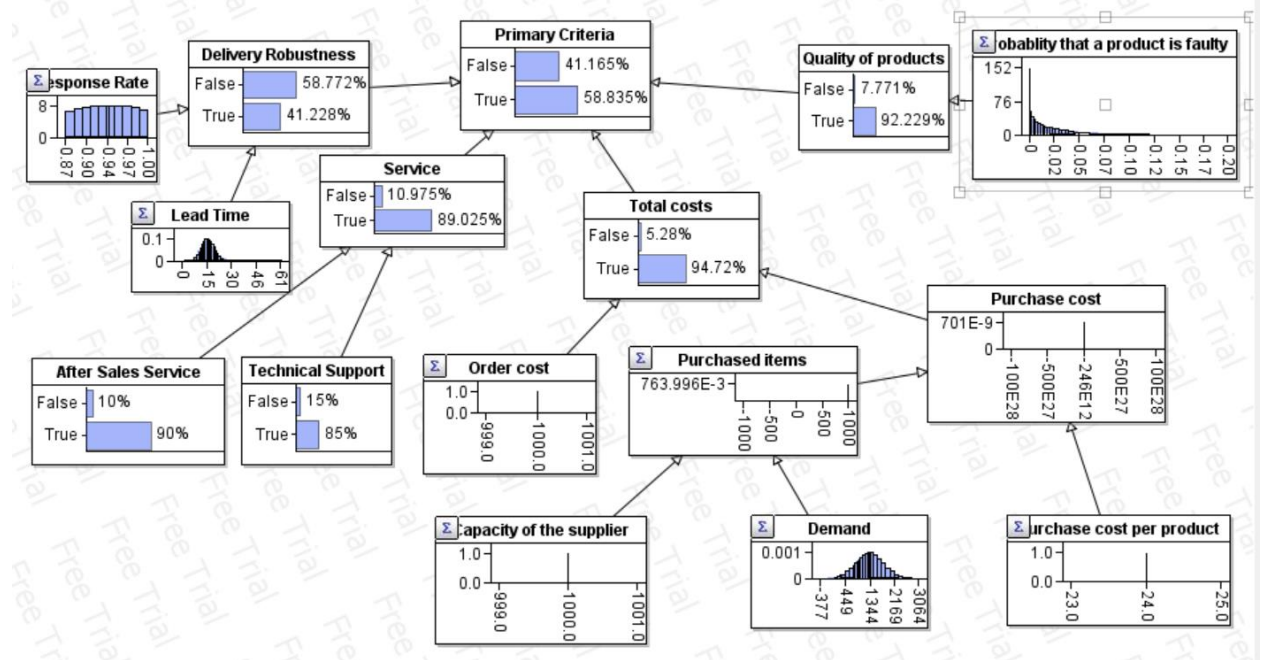 Primary Criteria
False 41.165%
True 58.835%
Delivery Robustness
False 58.772%
True 41.228%
Σ esponse Rate
8
0
0.87 0.90 0.94 0.97 1.00
Quality of products
False 7.771%
True 92.229%
Σ obablity that a product is faulty
152
76
0
0 0.02 0.05 0.07 0.10 0.12 0.15 0.17 0.20
Service
False 10.975%
True 89.025%
Σ Lead Time
0.1
0
0 15 30 46 61
Total costs
False 5.28%
True 94.72%
Purchase cost
701E-9
0
-100E28 -500E27 -246E12 500E27 100E28
After Sales Service
False 10%
True 90%
Technical Support
False 15%
True 85%
Σ Order cost
1.0
0.0
999.0 1000.0 1001.0
Σ Purchased items
763.996E-3
-1000 -500 0 500 1000
Σ apacity of the supplier
1.0
0.0
999.0 1000.0 1001.0
Σ Demand
0.001
0
-377 449 1344 2169 3064
Σ urchase cost per product
1.0
0.0
23.0 24.0 25.0
Free Trial